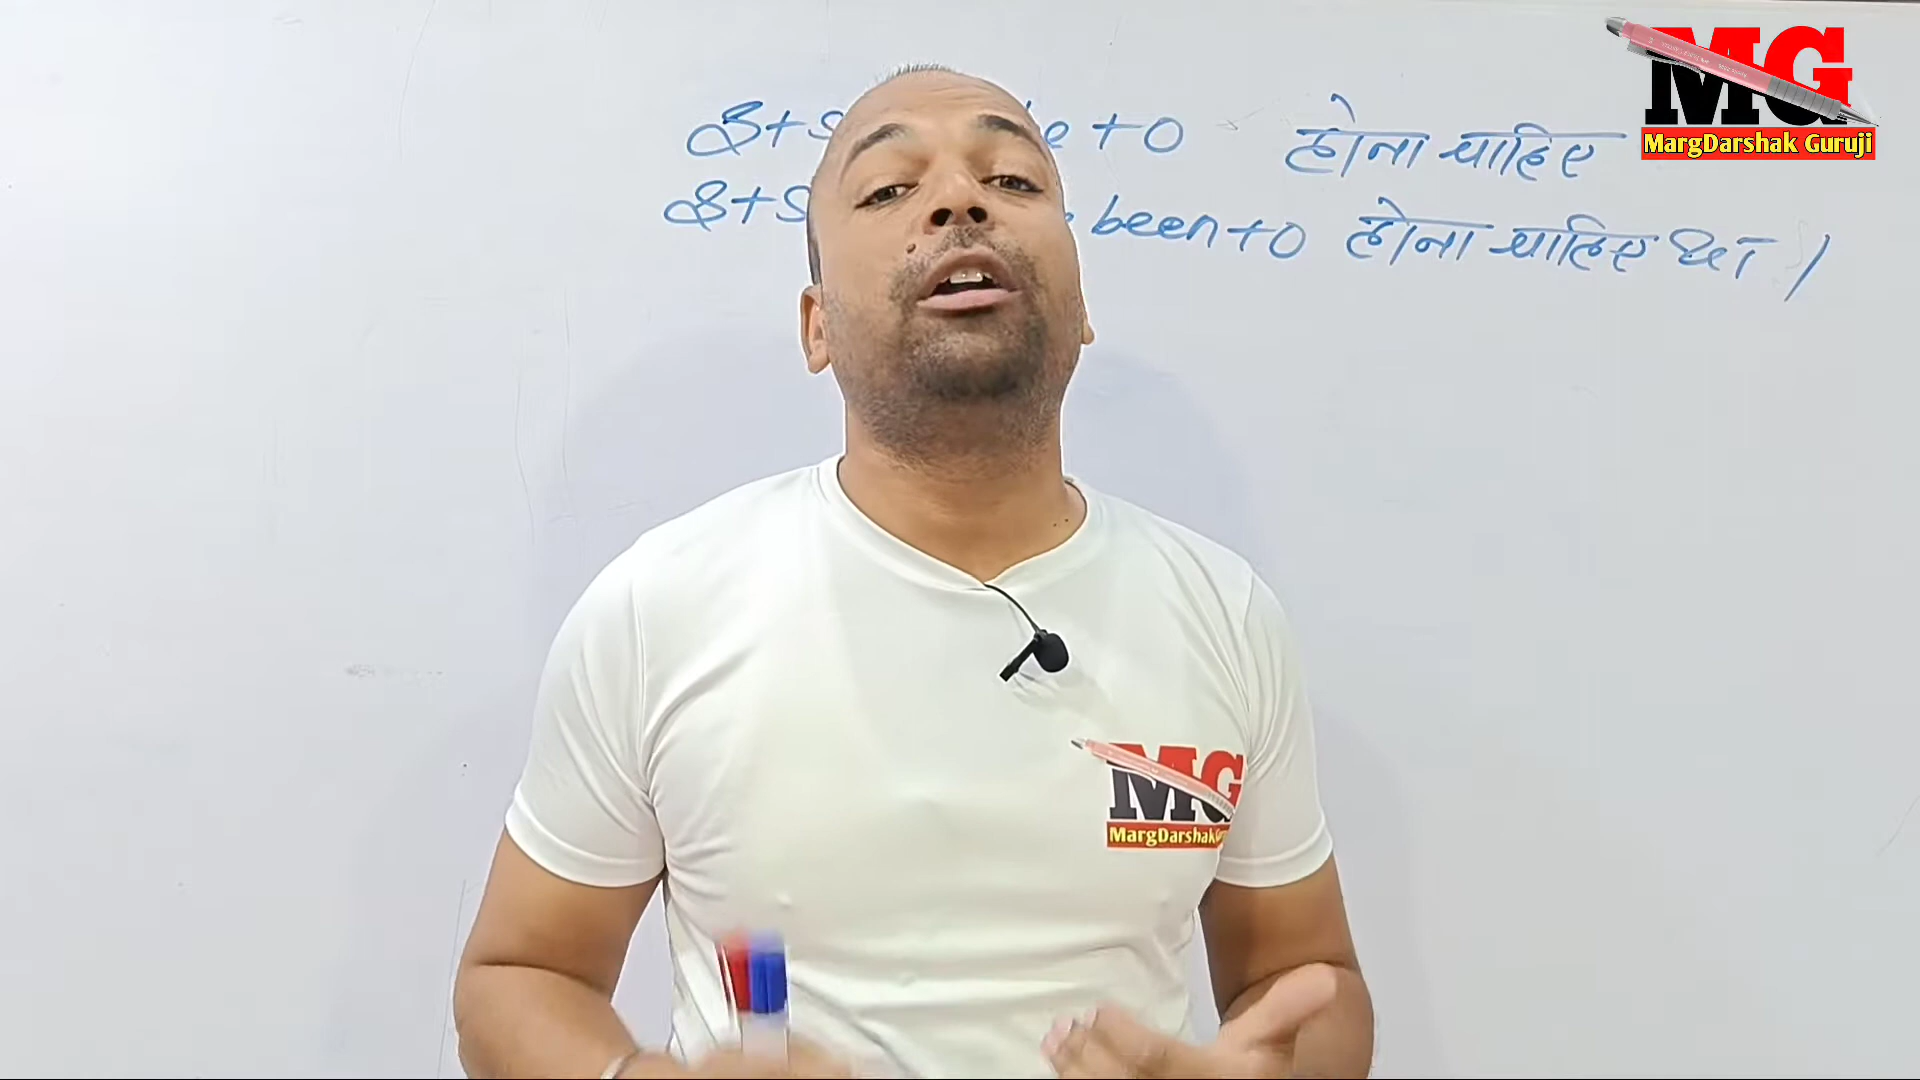 S+S e +O होना चाहिए
S+S been+O होना चाहिए था ।
MG
MargDarshak Guruji
MG
MargDarshak